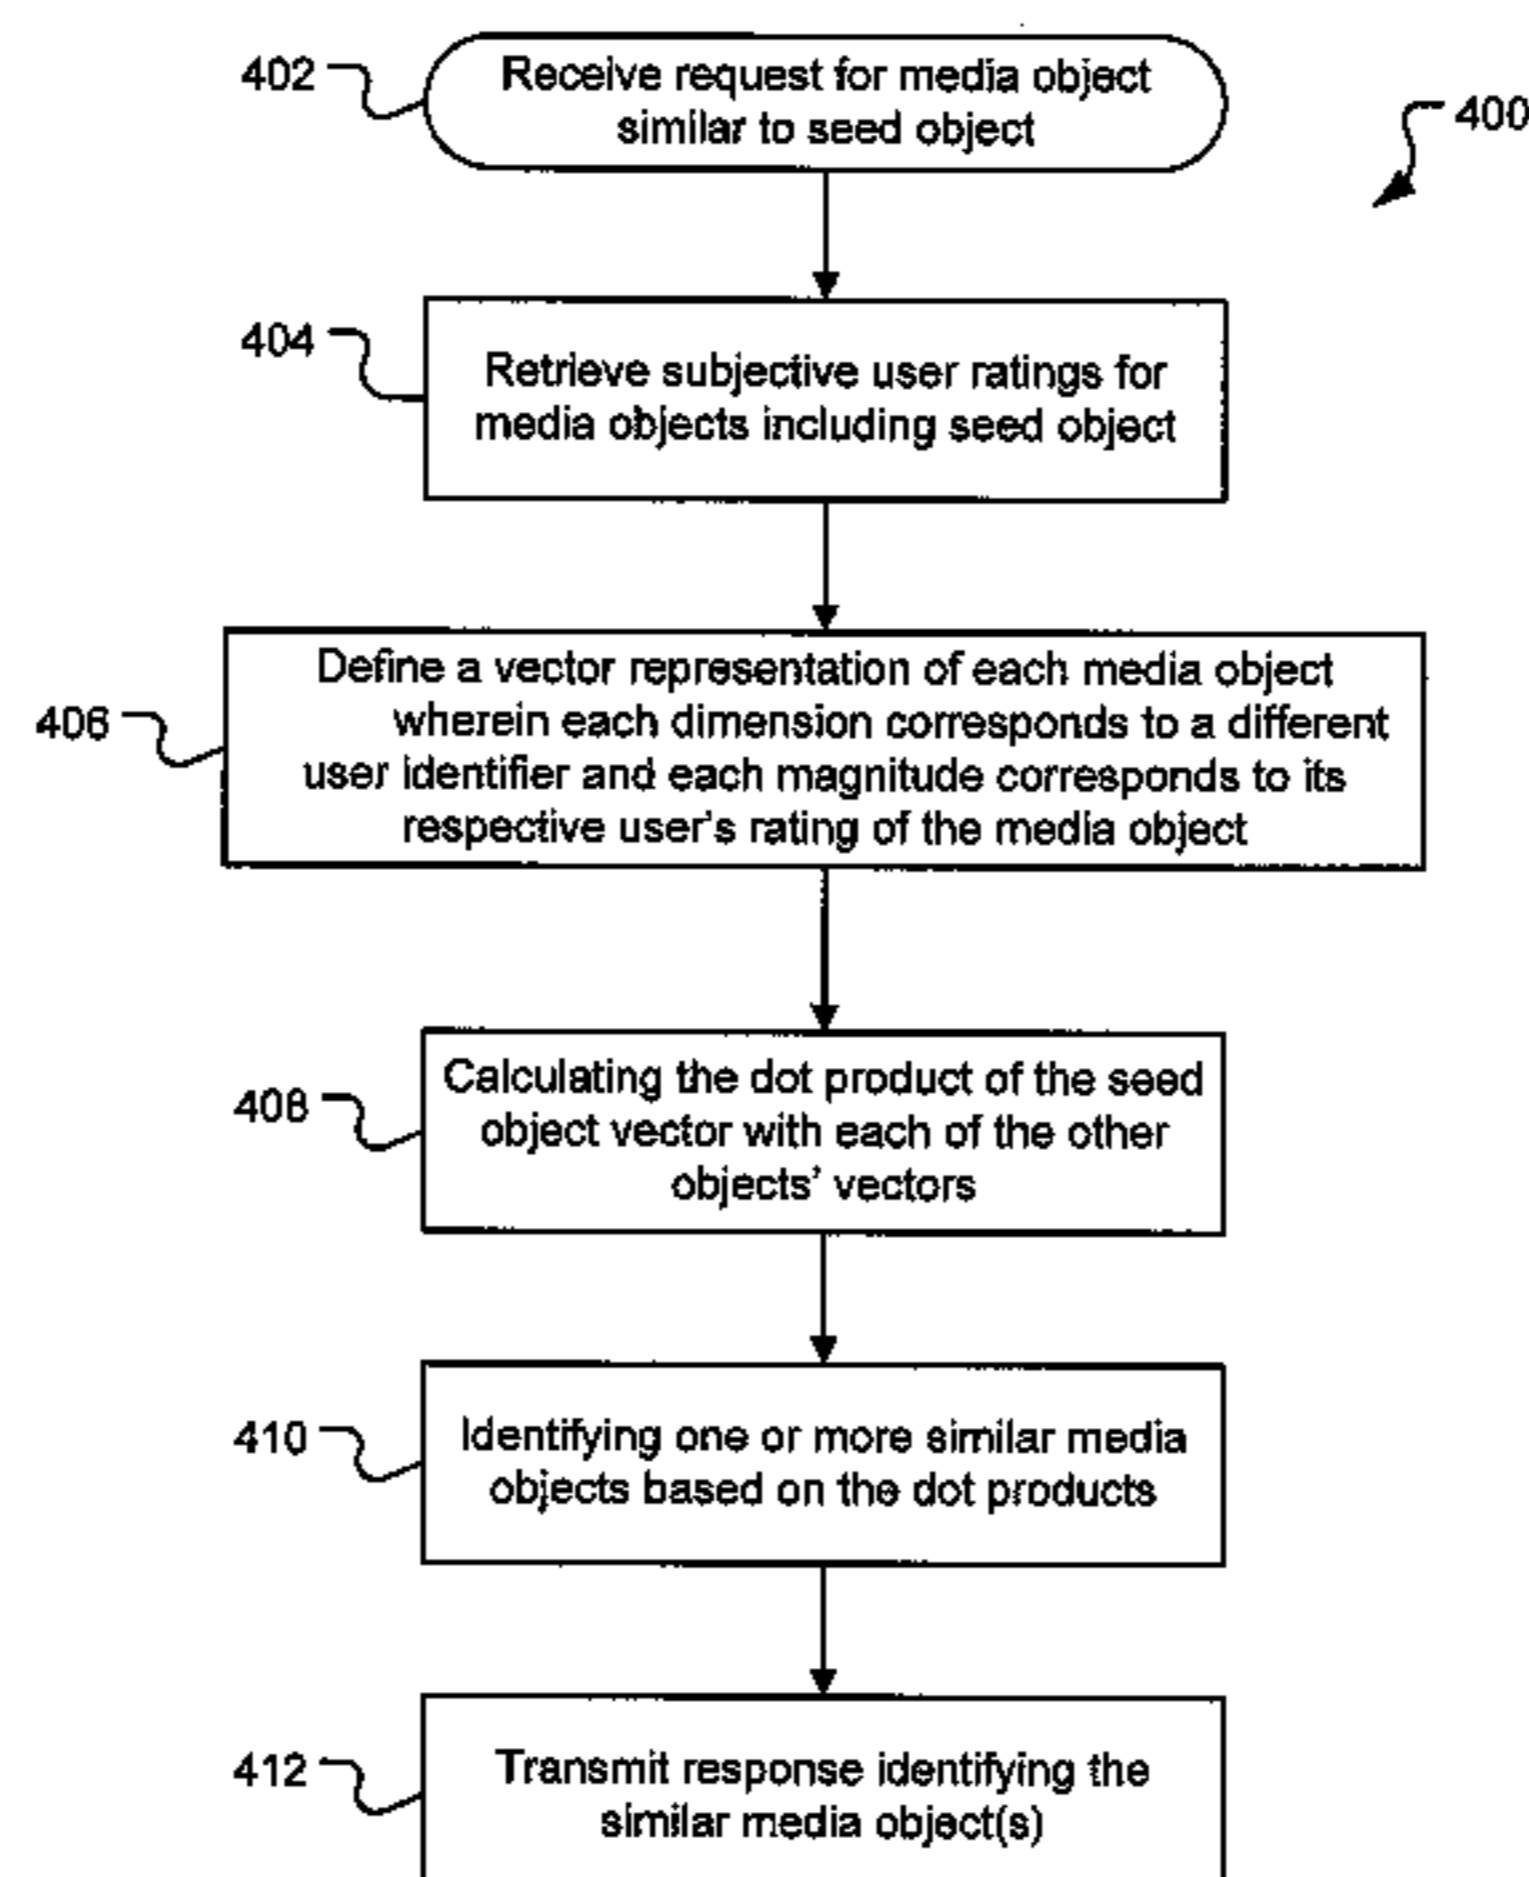 402
Receive request for media object
similar to seed object
400
404
Retrieve subjective user ratings for
media objects including seed object
406
Define a vector representation of each media object
wherein each dimension corresponds to a different
user identifier and each magnitude corresponds to its
respective user's rating of the media object
408
Calculating the dot product of the seed
object vector with each of the other
objects' vectors
410
Identifying one or more similar media
objects based on the dot products
412
Transmit response identifying the
similar media object(s)